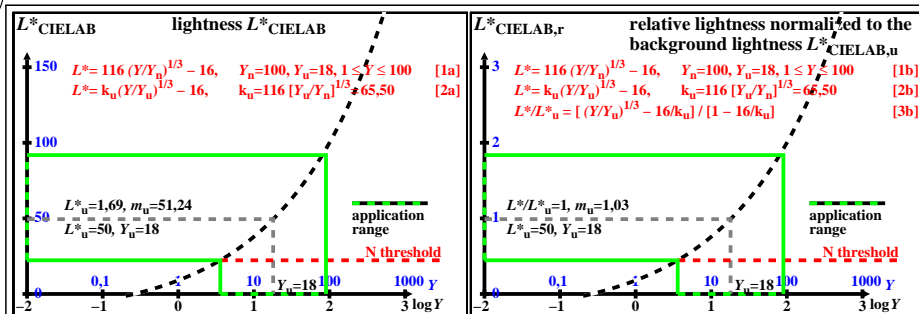 L*CIELAB lightness L*CIELAB
150
L*= 116 (Y/Yn)^1/3 − 16, Yn=100, Yu=18, 1 ≤ Y ≤ 100 [1a]
L*= ku(Y/Yu)^1/3 − 16, ku=116 [Yu/Yn]^1/3=65,50 [2a]
100
L*u=1,69, mu=51,24
50
L*u=50, Yu=18
application
range
N threshold
Yu=18
0 0,1 1 10 100 1000 Y
−2 −1 0 1 2 3 log Y
L*CIELAB,r relative lightness normalized to the
background lightness L*CIELAB,u
3
L*= 116 (Y/Yn)^1/3 − 16, Yn=100, Yu=18, 1 ≤ Y ≤ 100 [1b]
L*= ku(Y/Yu)^1/3 − 16, ku=116 [Yu/Yn]^1/3=65,50 [2b]
L*/L*u = [ (Y/Yu)^1/3 − 16/ku] / [1 − 16/ku] [3b]
2
L*/L*u=1, mu=1,03
1
L*u=50, Yu=18
application
range
N threshold
Yu=18
0 0,1 1 10 100 1000 Y
−2 −1 0 1 2 3 log Y